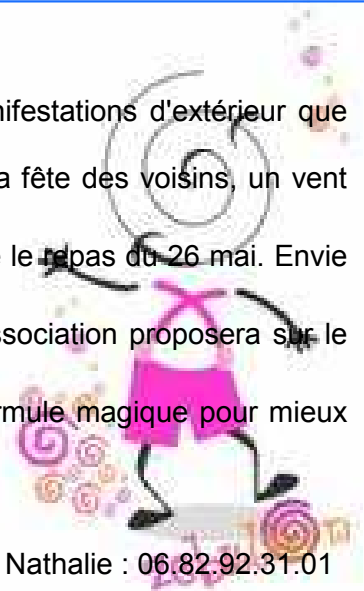 nifestations d'extérieur que
a fête des voisins, un vent
le repas du 26 mai. Envie
ssociation proposera sur le
rmule magique pour mieux
Nathalie : 06.82.92.31.01